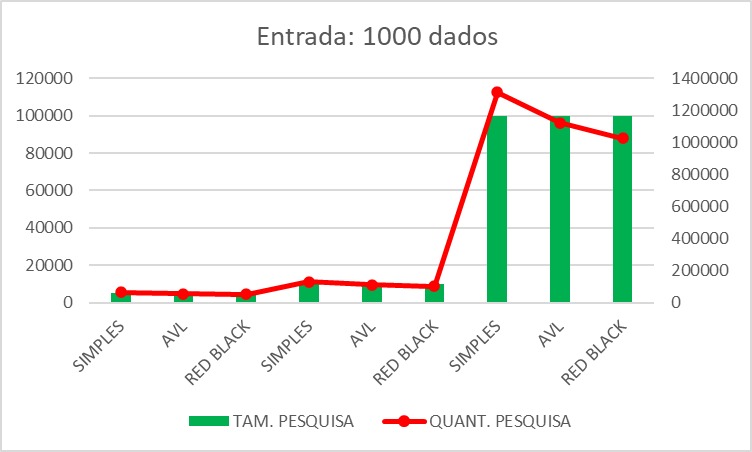 Entrada: 1000 dados
120000
100000
80000
60000
40000
20000
0
1400000
1200000
1000000
800000
600000
400000
200000
0
SIMPLES
AVL
RED BLACK
SIMPLES
AVL
RED BLACK
SIMPLES
AVL
RED BLACK
TAM. PESQUISA
QUANT. PESQUISA